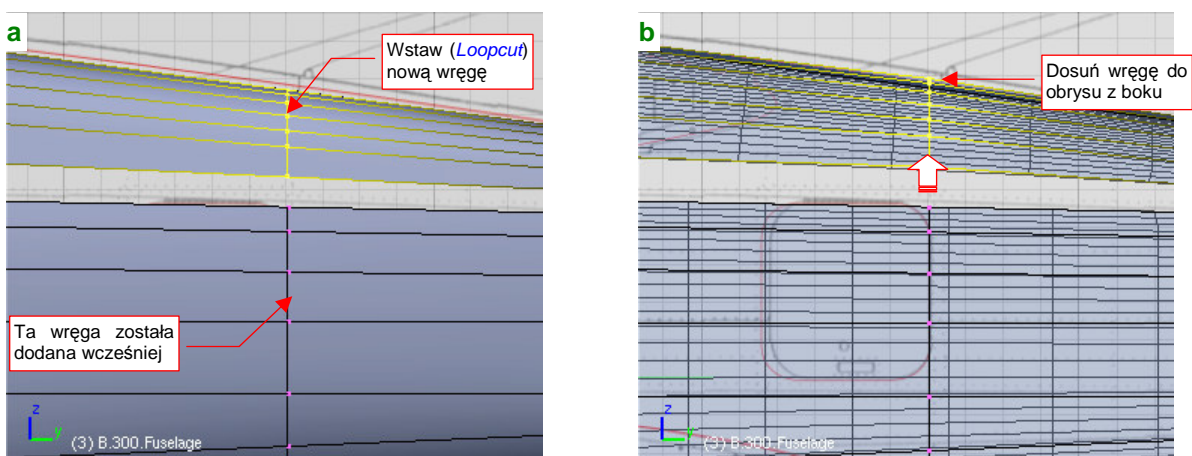 a
Wstaw (Loopcut)
nową wręgę
Ta wręga została
dodana wcześniej
z
y
(3) B.300.Fuselage
b
Dosuń wręgę do
obrysu z boku
z
y
(3) B.300.Fuselage